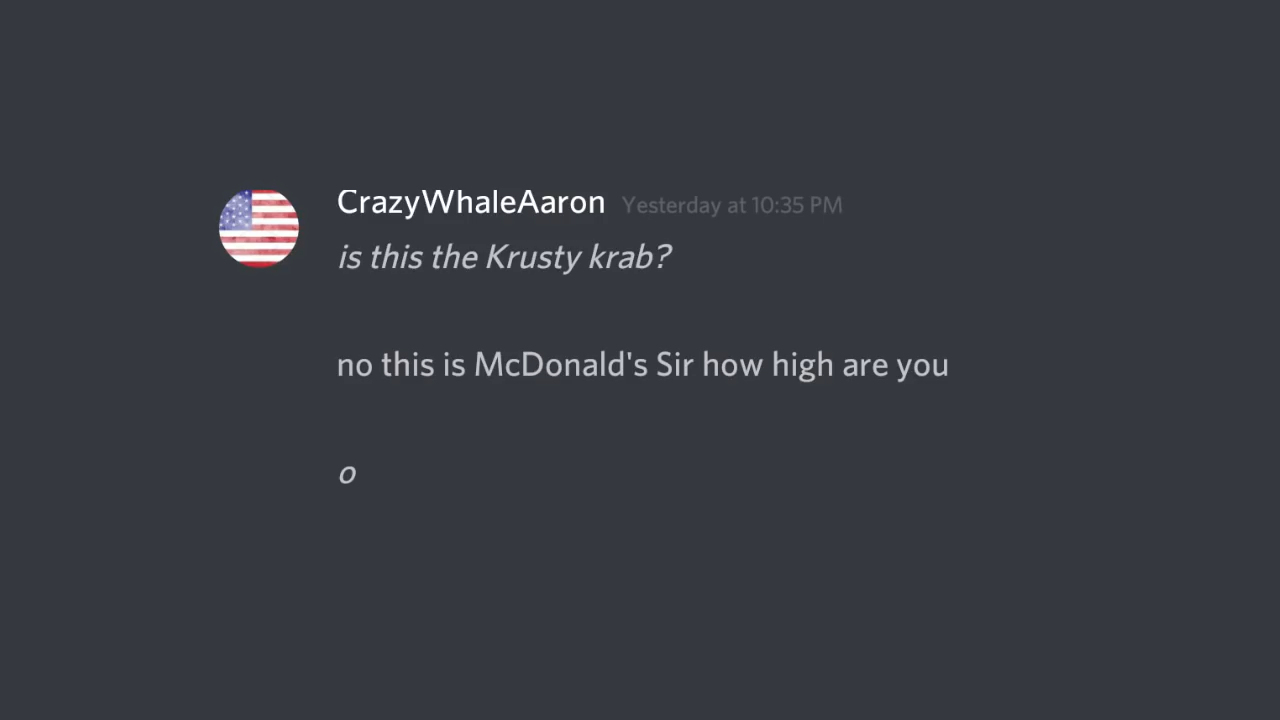 CrazyWhaleAaron Yesterday at 10:35 PM
is this the Krusty krab?
no this is McDonald's Sir how high are you
o